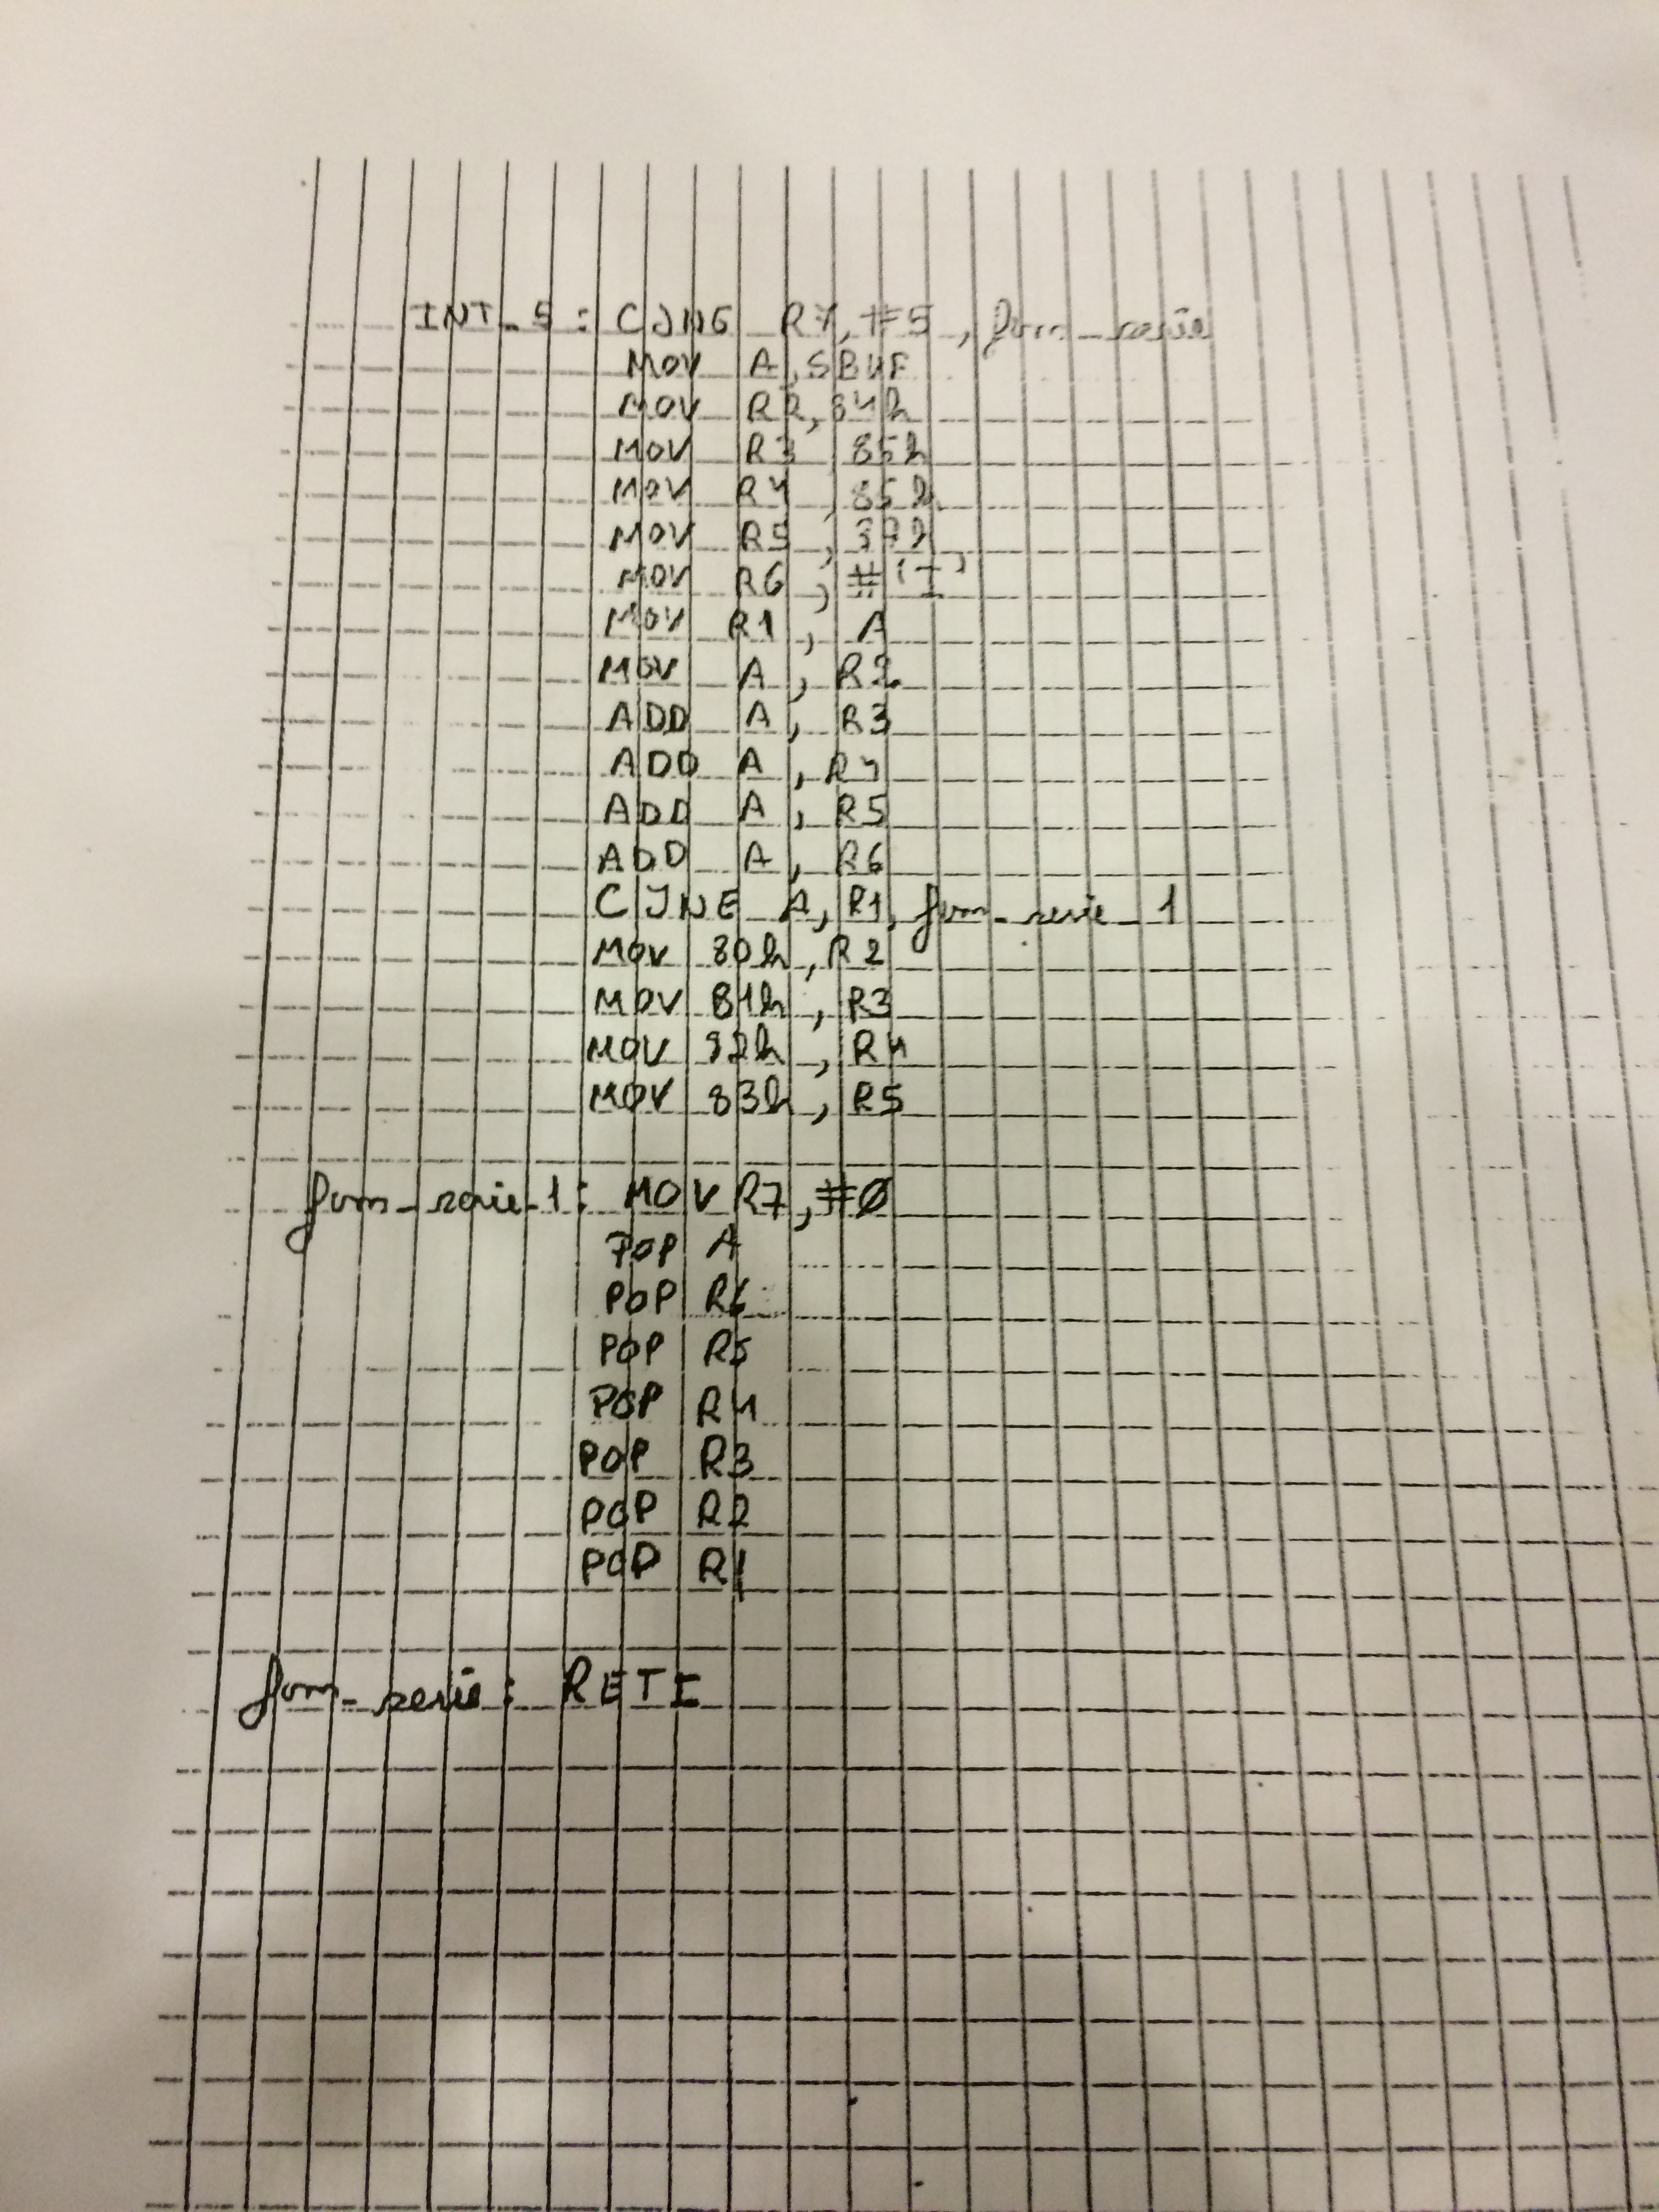 INT_5 : CJNE R7, #5, fim_serie
MOV A, SBUF
MOV R2, 84h
MOV R3, 85h
MOV R4, 85h
MOV R5, 87h
MOV R6, #'I'
MOV R1, A
MOV A, R2
ADD A, R3
ADD A, R4
ADD A, R5
ADD A, R6
CJNE A, R1, fim_serie_1
MOV 80h, R2
MOV 81h, R3
MOV 82h, R4
MOV 83h, R5
fim_serie_1: MOV R7, #0
POP A
POP R6
POP R5
POP R4
POP R3
POP R2
POP R1
fim_serie: RETI